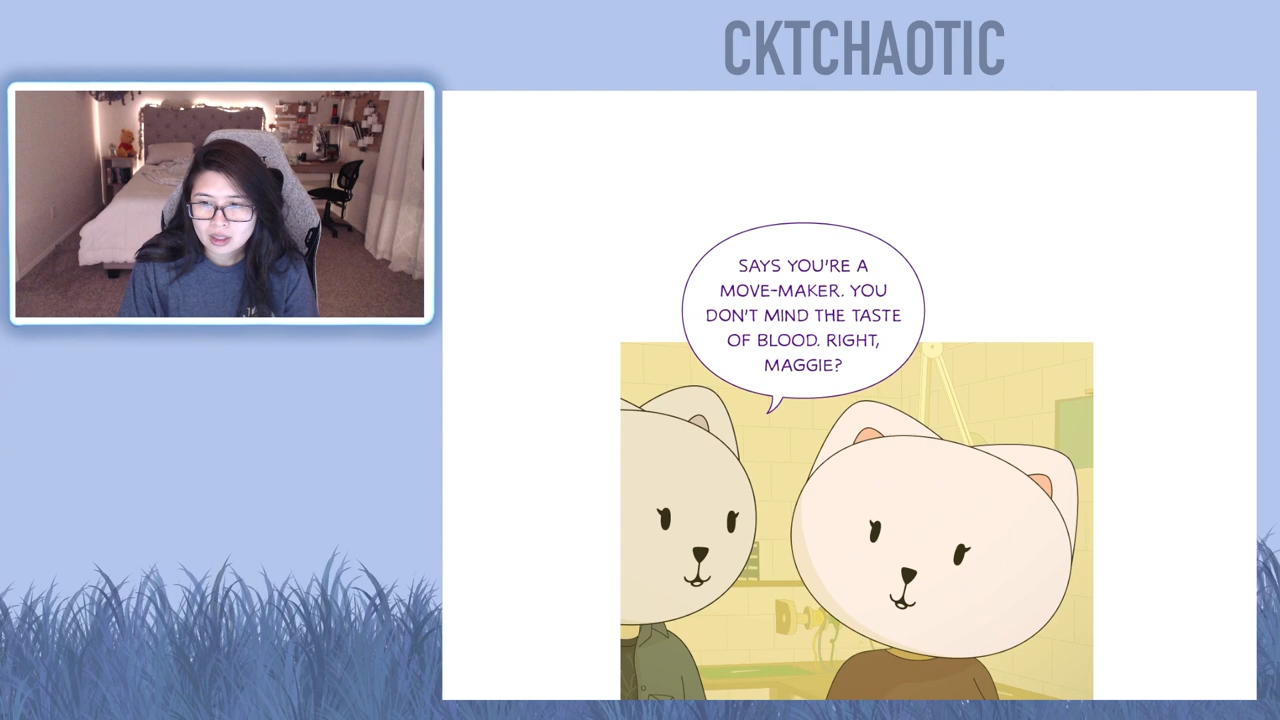 CKTCHAOTIC
SAYS YOU'RE A
MOVE-MAKER. YOU
DON'T MIND THE TASTE
OF BLOOD. RIGHT,
MAGGIE?